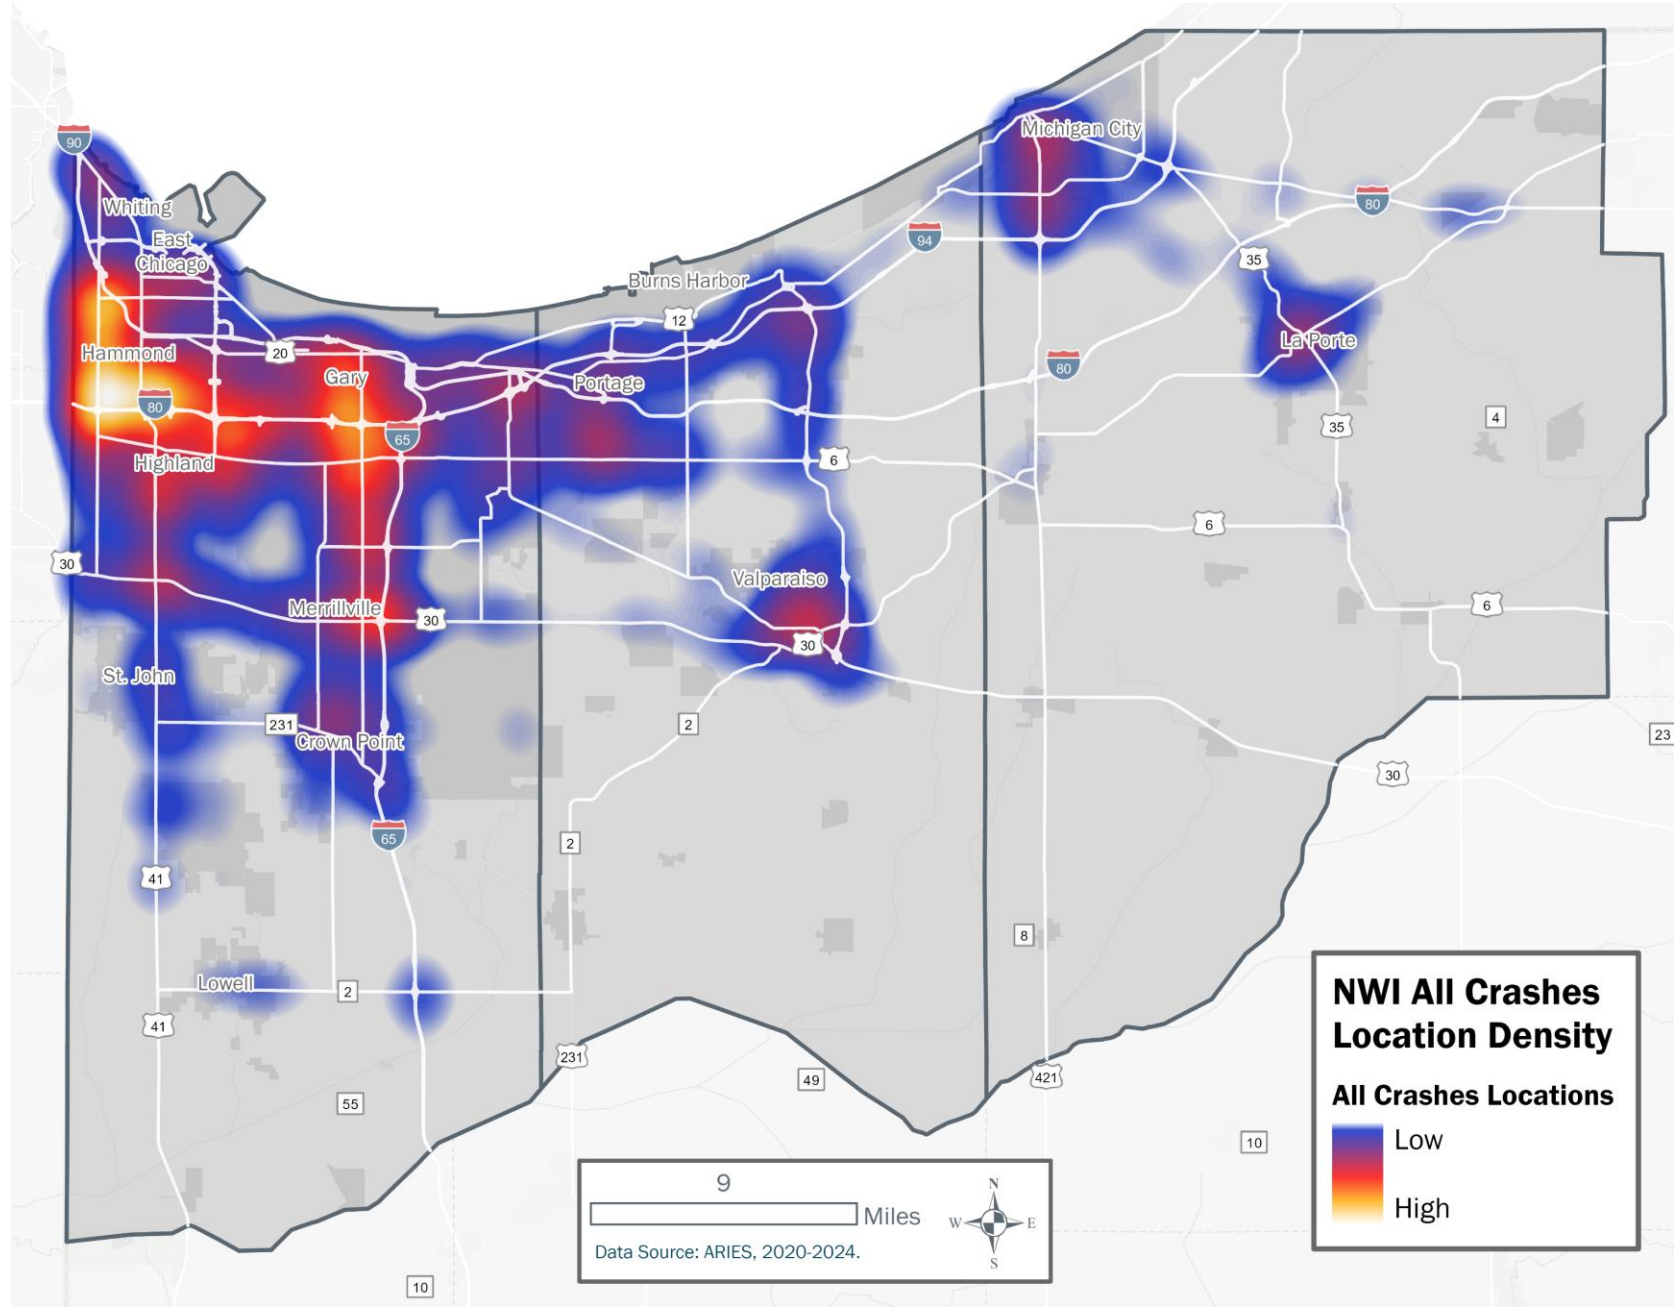 90
Whiting
East
Chicago
Michigan City
80
94
35
Burns Harbor
12
La Porte
20
Hammond
Gary
Portage
80
80
65
35
4
Highland
6
6
30
Valparaiso
6
Merrillville
30
30
St. John
231
2
Crown Point
23
30
65
2
41
8
Lowell
2
41
231
49
421
55
10
10
NWI All Crashes
Location Density
All Crashes Locations
Low
High
9
Miles
Data Source: ARIES, 2020-2024.
N
W
E
S